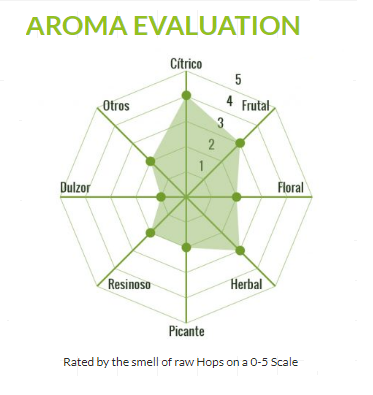 AROMA EVALUATION
Cítrico
5
Otros
4 Frutal
3
2
1
Dulzor
Floral
Resinoso
Herbal
Picante
Rated by the smell of raw Hops on a 0-5 Scale